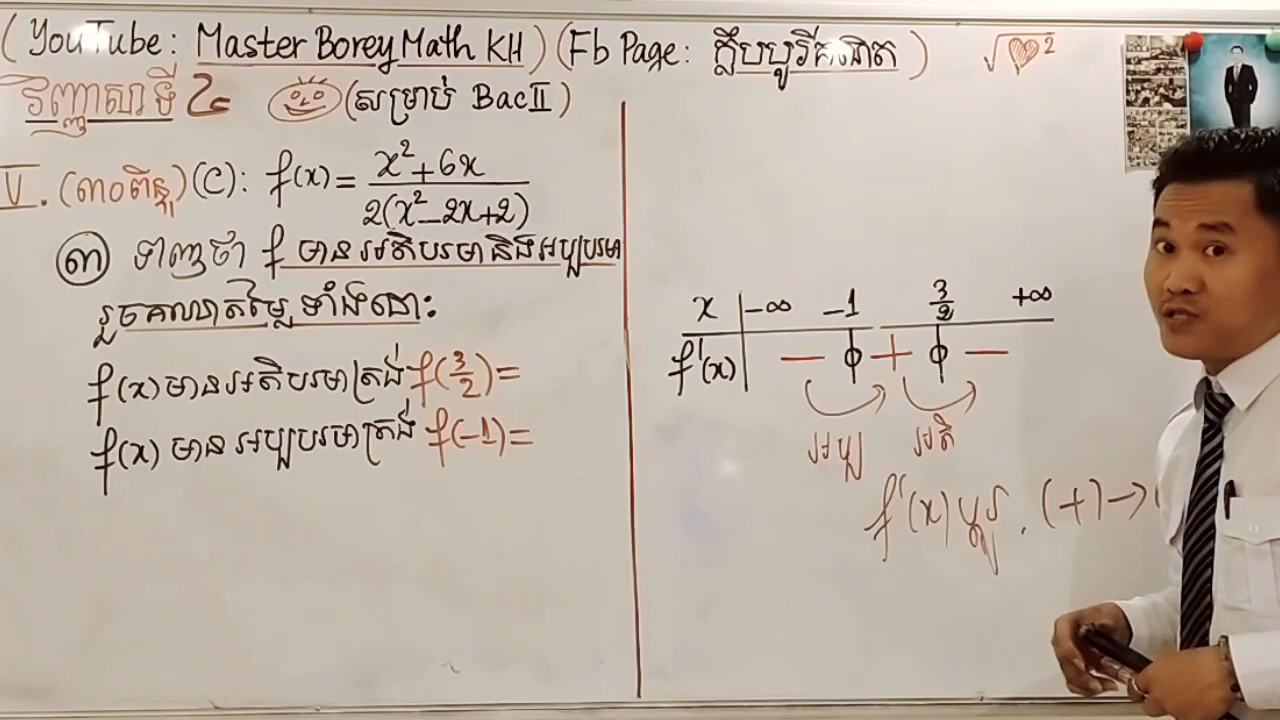 ( YouTube : Master Borey Math KH ) (Fb Page : ក្លឹបបូរីគណិត ) √♡²
វិញ្ញាសាទី 2 (សម្រាប់ Bac II )
V. (៣០ពិន្ទុ) (C): f(x) = (x²+6x)/(2(x²-2x+2))
៣ ទាញថា f មានអតិបរមានិងអប្បបរមា
រួចគណនាតម្លៃទាំងនោះ
f(x) មានអតិបរមាត្រង់ f(3/2)=
f(x) មានអប្បបរមាត្រង់ f(-1)=
x -∞ -1 3/2 +∞
f'(x) - 0 + 0 -
អប្ប អតិ
f'(x) ប្តូរ . (+) →